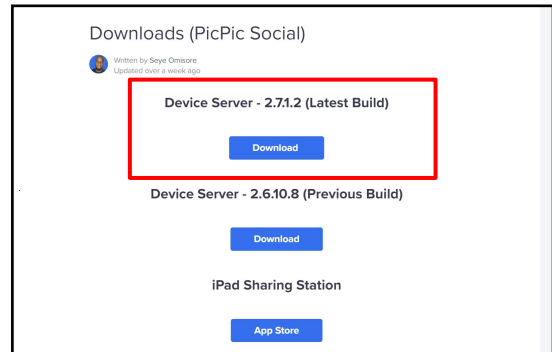 Downloads (PicPic Social)
Written by Seye Omisore
Updated over a week ago
Device Server - 2.7.1.2 (Latest Build)
Download
Device Server - 2.6.10.8 (Previous Build)
Download
iPad Sharing Station
App Store